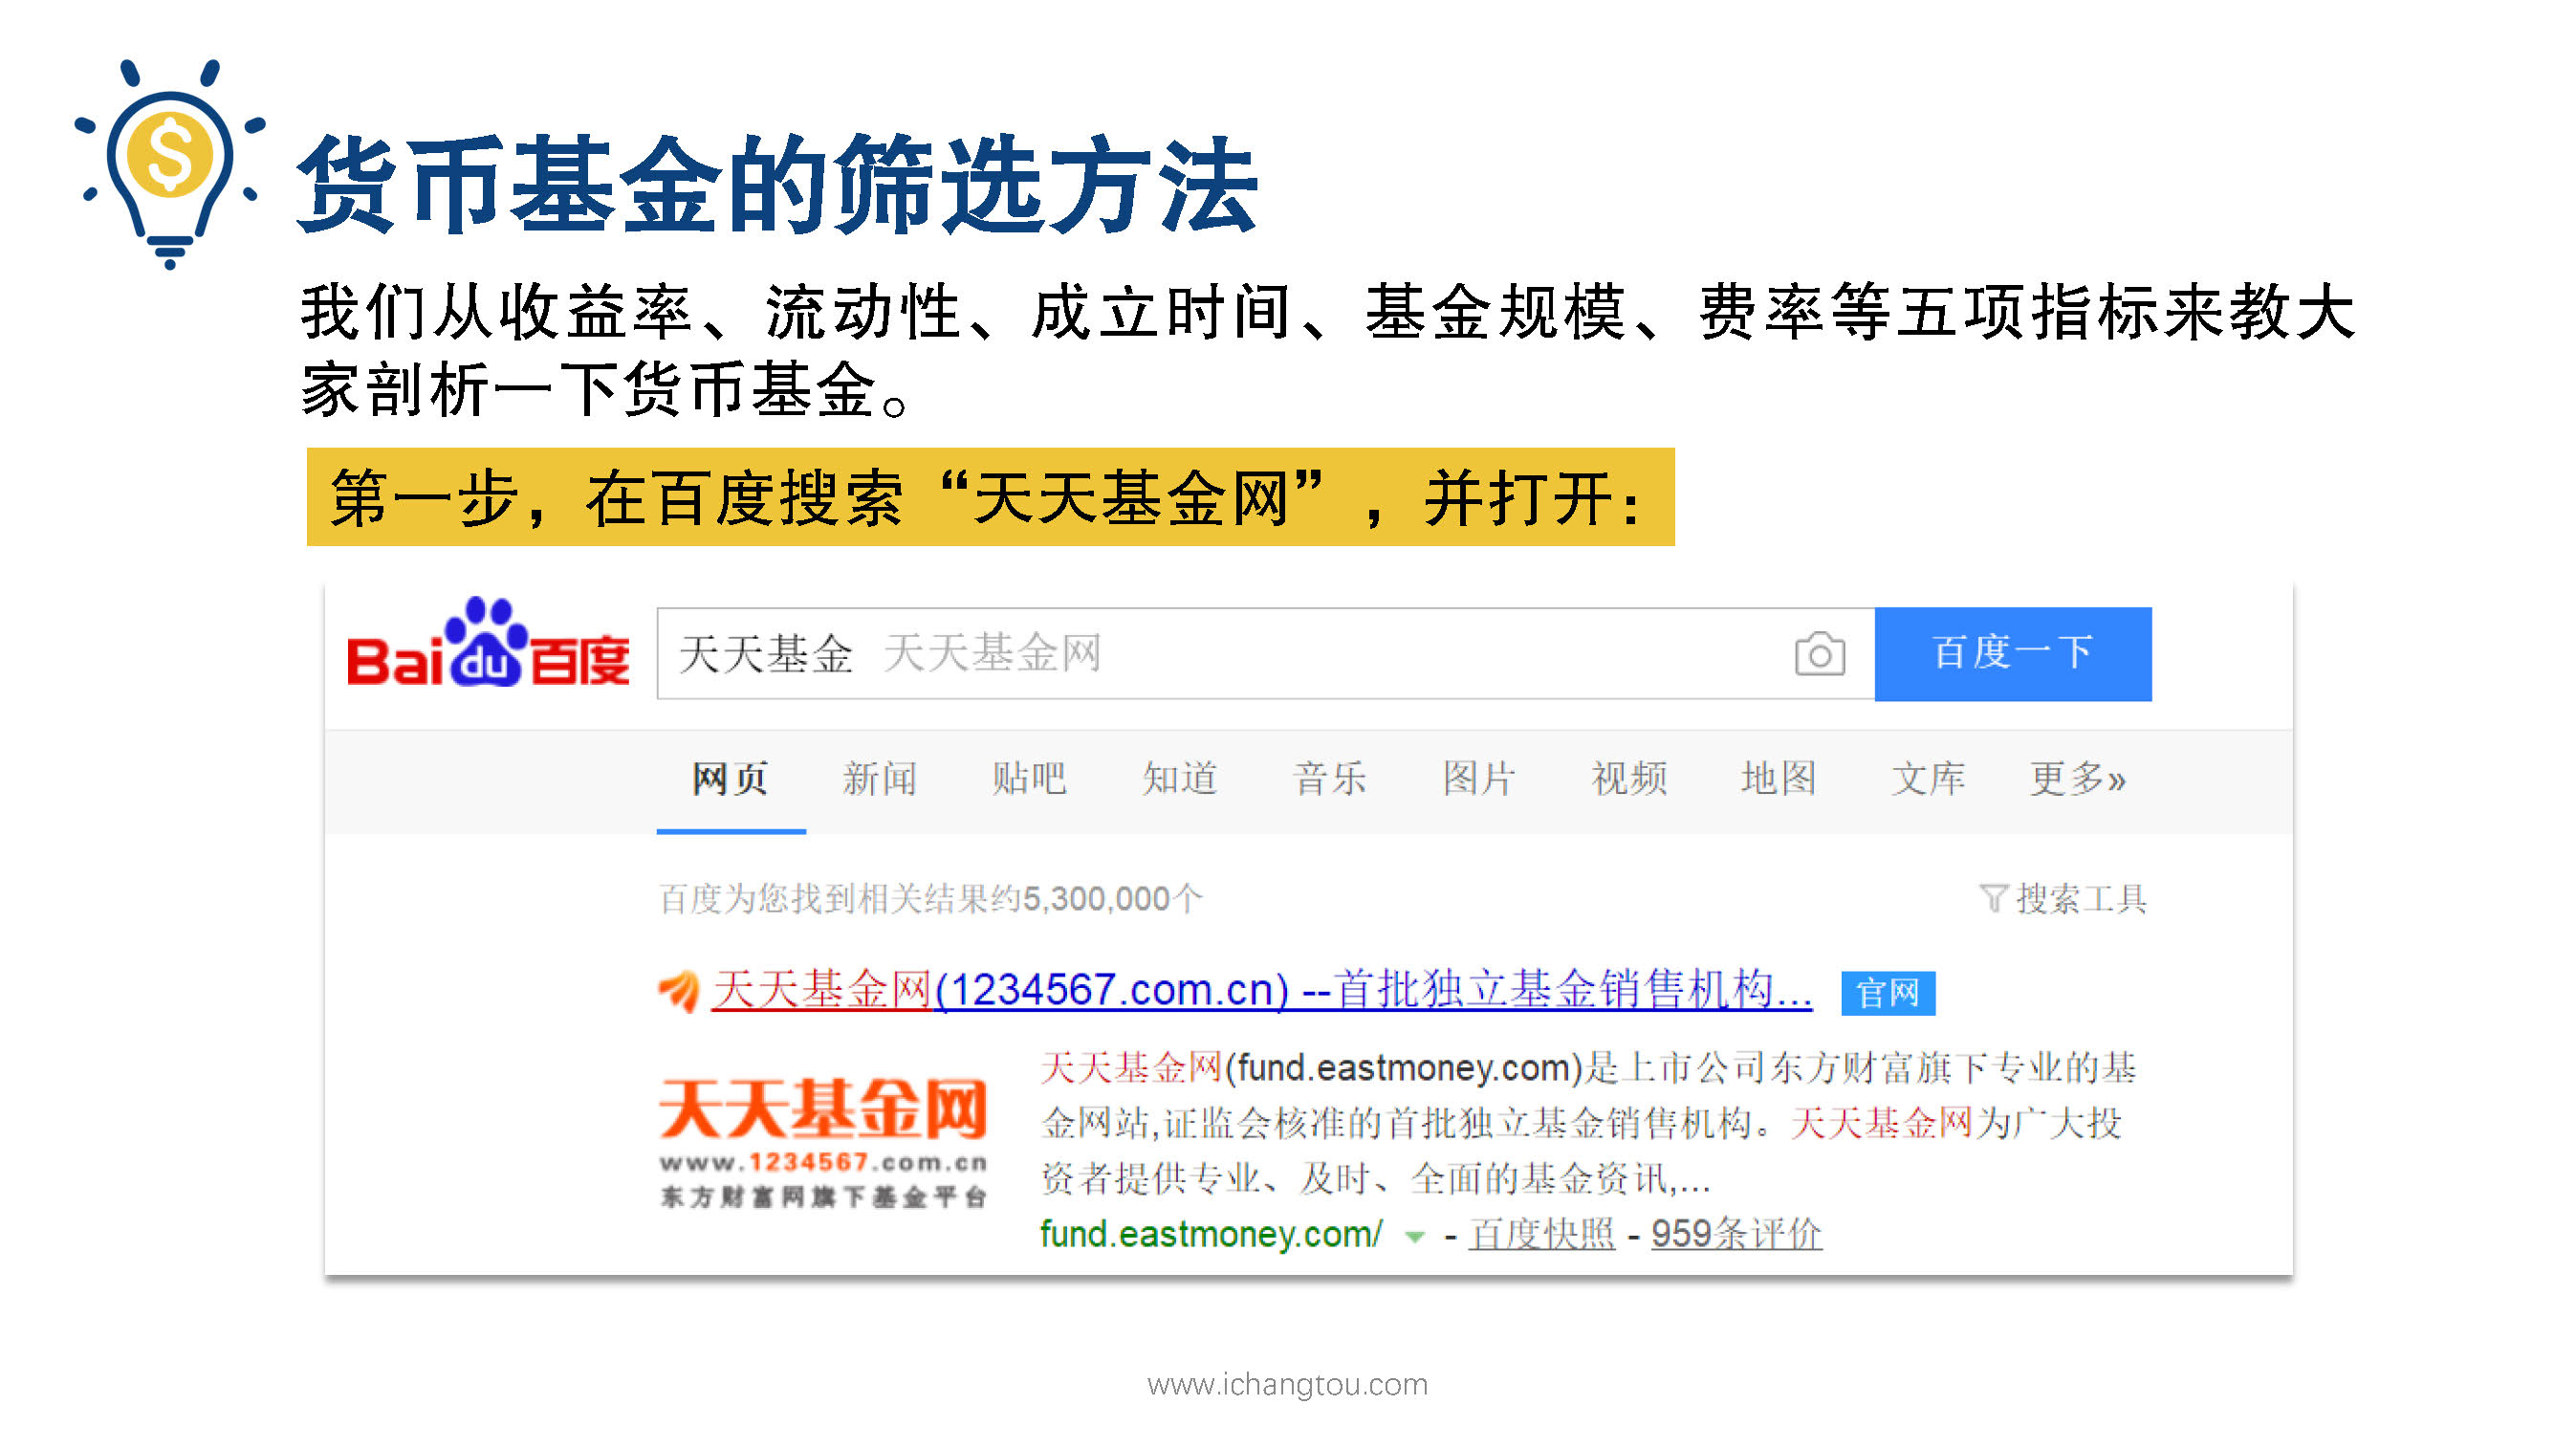 货币基金的筛选方法
我们从收益率、流动性、成立时间、基金规模、费率等五项指标来教大
家剖析一下货币基金。
第一步，在百度搜索“天天基金网”，并打开：
Bai du 百度 天天基金 天天基金网 百度一下
网页 新闻 贴吧 知道 音乐 图片 视频 地图 文库 更多»
百度为您找到相关结果约5,300,000个 搜索工具
天天基金网(1234567.com.cn) --首批独立基金销售机构... 官网
天天基金网
www.1234567.com.cn
东方财富网旗下基金平台
天天基金网(fund.eastmoney.com)是上市公司东方财富旗下专业的基
金网站,证监会核准的首批独立基金销售机构。天天基金网为广大投
资者提供专业、及时、全面的基金资讯,...
fund.eastmoney.com/ - 百度快照 - 959条评价
www.ichangtou.com